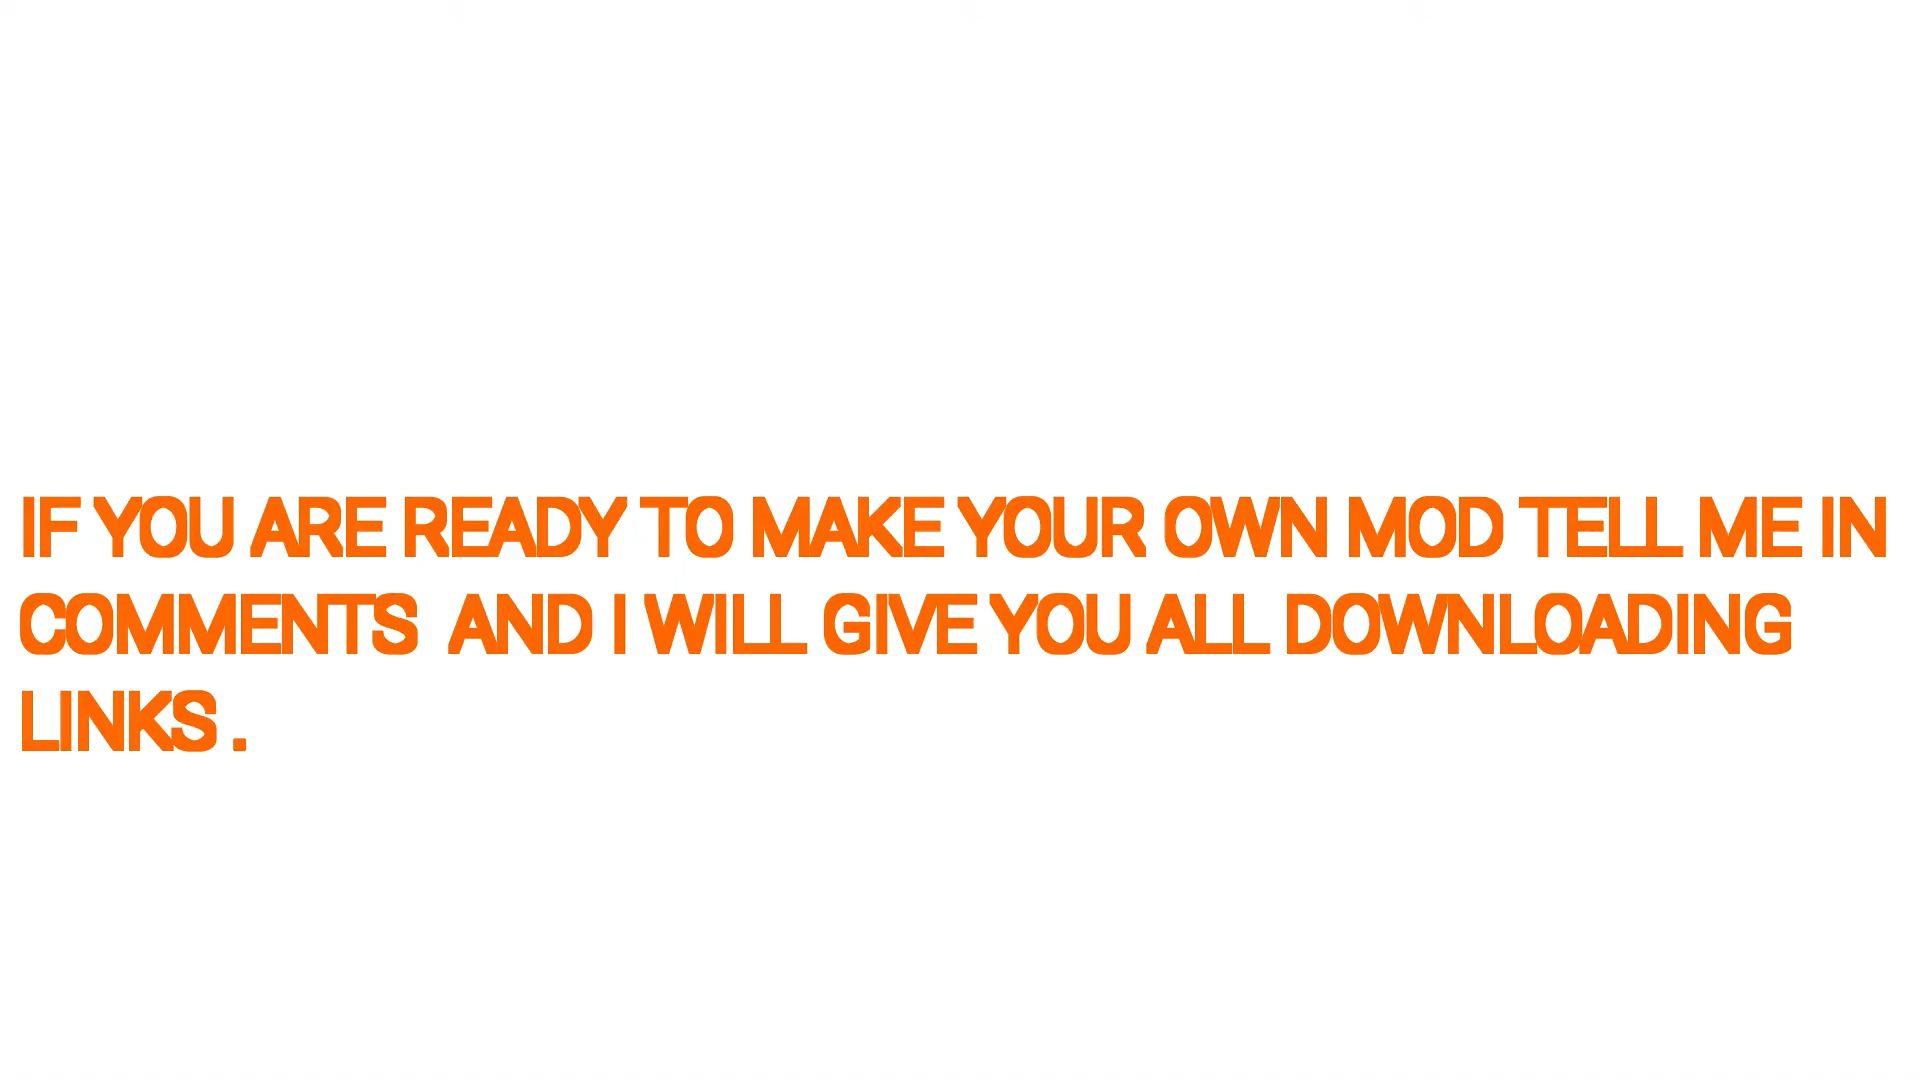 IF YOU ARE READY TO MAKE YOUR OWN MOD TELL ME IN
COMMENTS  AND I WILL GIVE YOU ALL DOWNLOADING
LINKS .